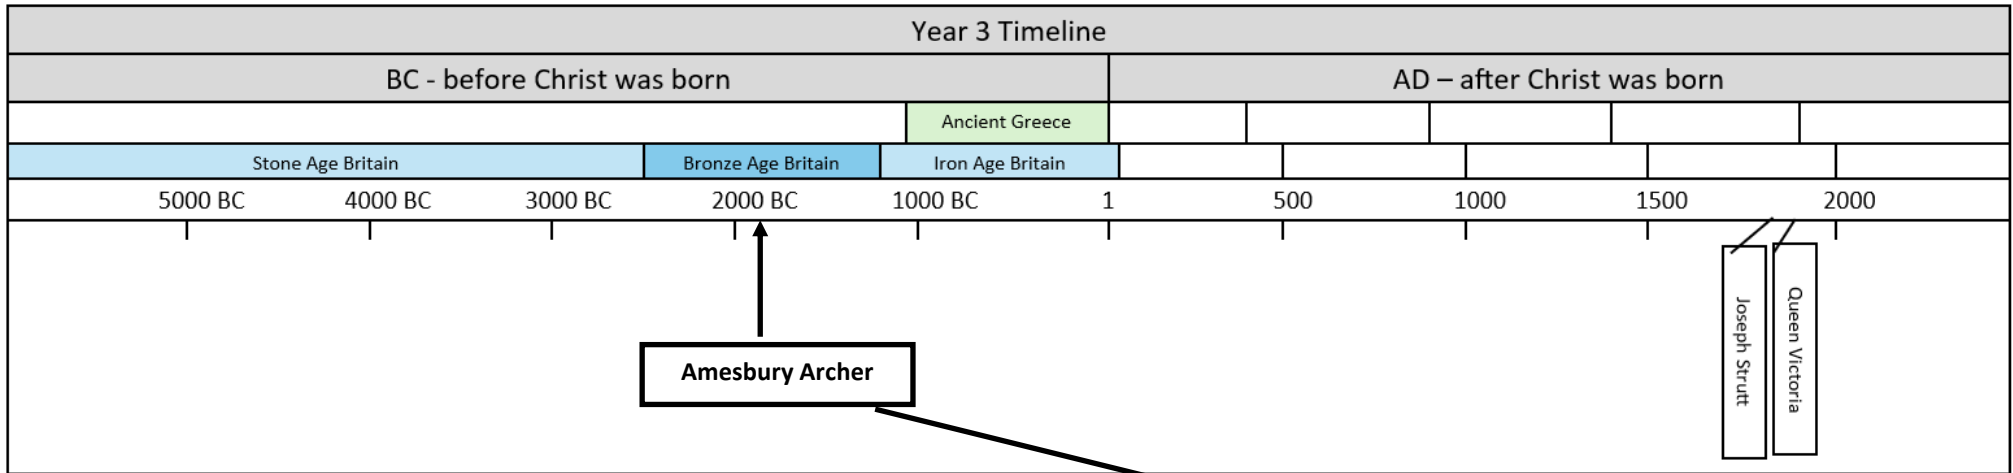 Year 3 Timeline
BC - before Christ was born
AD – after Christ was born
Ancient Greece
Stone Age Britain
Bronze Age Britain
Iron Age Britain
5000 BC 4000 BC 3000 BC 2000 BC 1000 BC 1 500 1000 1500 2000
Amesbury Archer
Joseph Strutt
Queen Victoria